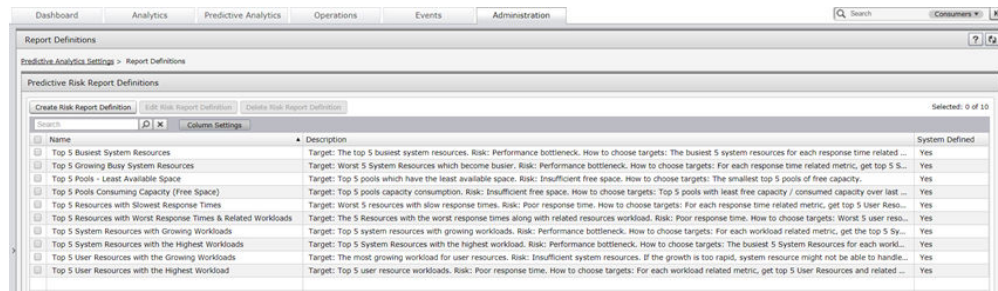 Dashboard Analytics Predictive Analytics Operations Events Administration Search Consumers
Report Definitions
Predictive Analytics Settings > Report Definitions
Predictive Risk Report Definitions
Create Risk Report Definition Edit Risk Report Definition Delete Risk Report Definition Selected: 0 of 10
Search Column Settings
Name Description System Defined
Top 5 Busiest System Resources Target: The top 5 busiest system resources. Risk: Performance bottleneck. How to choose targets: The busiest 5 system resources for each response time related ... Yes
Top 5 Growing Busy System Resources Target: Worst 5 System Resources which become busier. Risk: Performance bottleneck. How to choose targets: For each response time related metric, get top 5 S... Yes
Top 5 Pools - Least Available Space Target: Top 5 pools which have the least available space. Risk: Insufficient free space. How to choose targets: The smallest top 5 pools of free capacity. Yes
Top 5 Pools Consuming Capacity (Free Space) Target: Top 5 pools capacity consumption. Risk: Insufficient free space. How to choose targets: Top 5 pools with least free capacity / consumed capacity over last ... Yes
Top 5 Resources with Slowest Response Times Target: Worst 5 resources with slow response times. Risk: Poor response time. How to choose targets: For each response time related metric, get top 5 User Reso... Yes
Top 5 Resources with Worst Response Times & Related Workloads Target: The 5 Resources with the worst response times along with related resources workload. Risk: Poor response time. How to choose targets: Worst 5 user reso... Yes
Top 5 System Resources with Growing Workloads Target: Top 5 system resources with growing workloads. Risk: Performance bottleneck. How to choose targets: For each workload related metric, get the top 5 Sy... Yes
Top 5 System Resources with the Highest Workloads Target: Top 5 System Resources with the highest workload. Risk: Performance bottleneck. How to choose targets: The busiest 5 System Resources for each workl... Yes
Top 5 User Resources with the Growing Workloads Target: The most growing workload for user resources. Risk: Insufficient system resources. If the growth is too rapid, system resource might not be able to handle... Yes
Top 5 User Resources with the Highest Workload Target: Top 5 user resource workloads. Risk: Poor response time. How to choose targets: For each workload related metric, get top 5 User Resources and related ... Yes